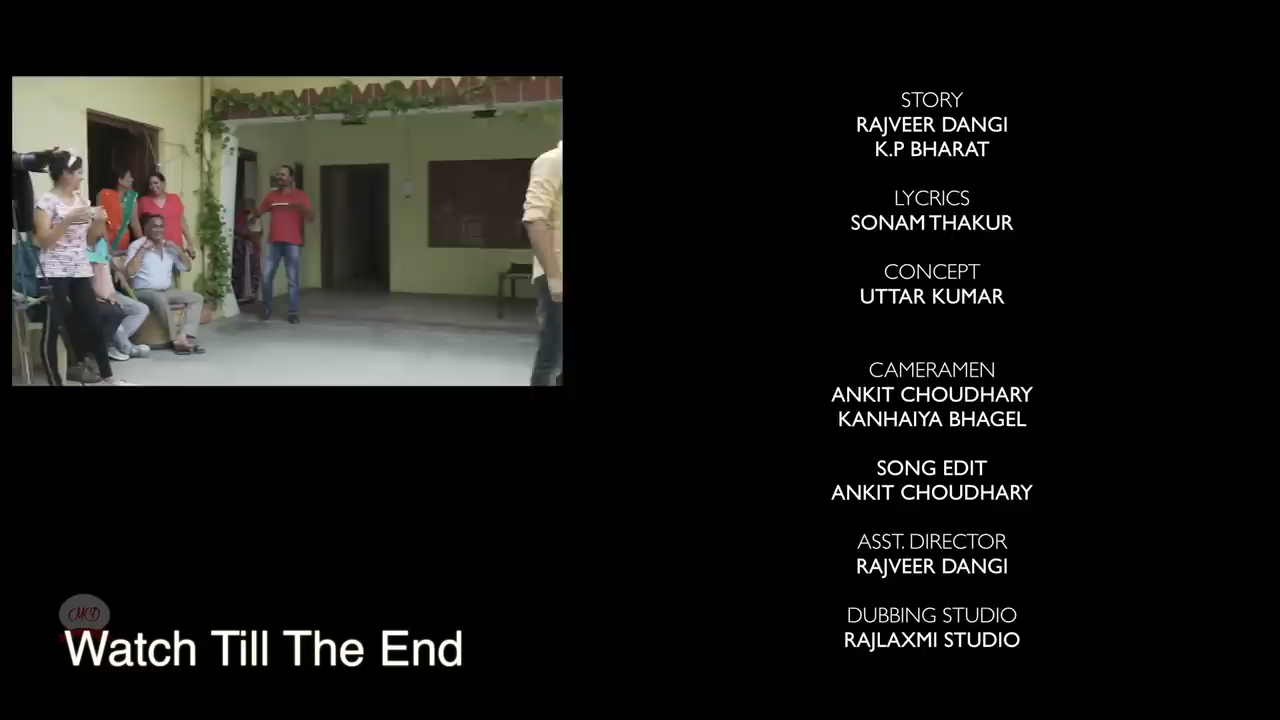 STORY
RAJVEER DANGI
K.P BHARAT
LYCRICS
SONAM THAKUR
CONCEPT
UTTAR KUMAR
CAMERAMEN
ANKIT CHOUDHARY
KANHAIYA BHAGEL
SONG EDIT
ANKIT CHOUDHARY
ASST. DIRECTOR
RAJVEER DANGI
DUBBING STUDIO
RAJLAXMI STUDIO
MD
Watch Till The End